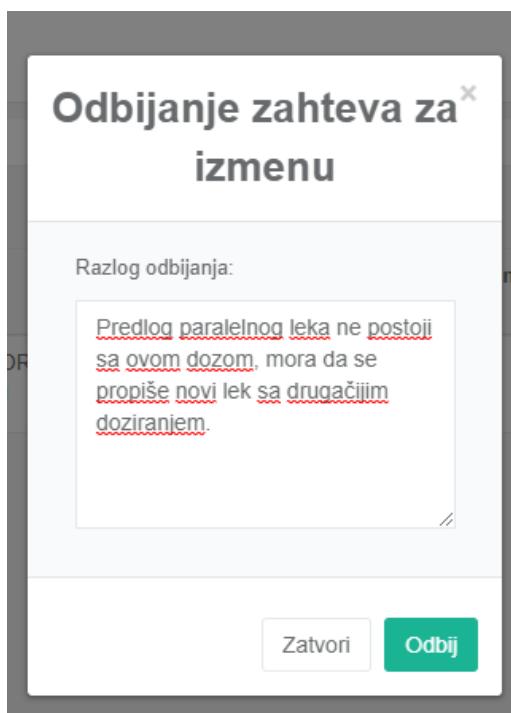 Odbijanje zahteva za
×
izmenu
Razlog odbijanja:
Predlog paralelnog leka ne postoji
sa ovom dozom, mora da se
propiše novi lek sa drugačijim
doziranjem.
Zatvori
Odbij